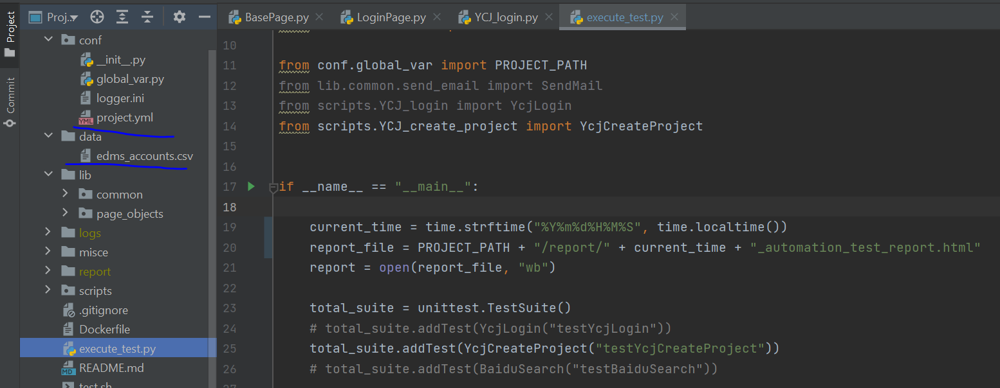 Project
Commit
Proj..
BasePage.py
LoginPage.py
YCJ_login.py
execute_test.py
conf
__init__.py
global_var.py
logger.ini
YML project.yml
data
edms_accounts.csv
lib
common
page_objects
logs
misce
report
scripts
.gitignore
Dockerfile
execute_test.py
MD README.md
test.sh
10
11 from conf.global_var import PROJECT_PATH
12 from lib.common.send_email import SendMail
13 from scripts.YCJ_login import YcjLogin
14 from scripts.YCJ_create_project import YcjCreateProject
15
16
17 if __name__ == "__main__":
18
19 current_time = time.strftime("%Y%m%d%H%M%S", time.localtime())
20 report_file = PROJECT_PATH + "/report/" + current_time + "_automation_test_report.html"
21 report = open(report_file, "wb")
22
23 total_suite = unittest.TestSuite()
24 # total_suite.addTest(YcjLogin("testYcjLogin"))
25 total_suite.addTest(YcjCreateProject("testYcjCreateProject"))
26 # total_suite.addTest(BaiduSearch("testBaiduSearch"))
27